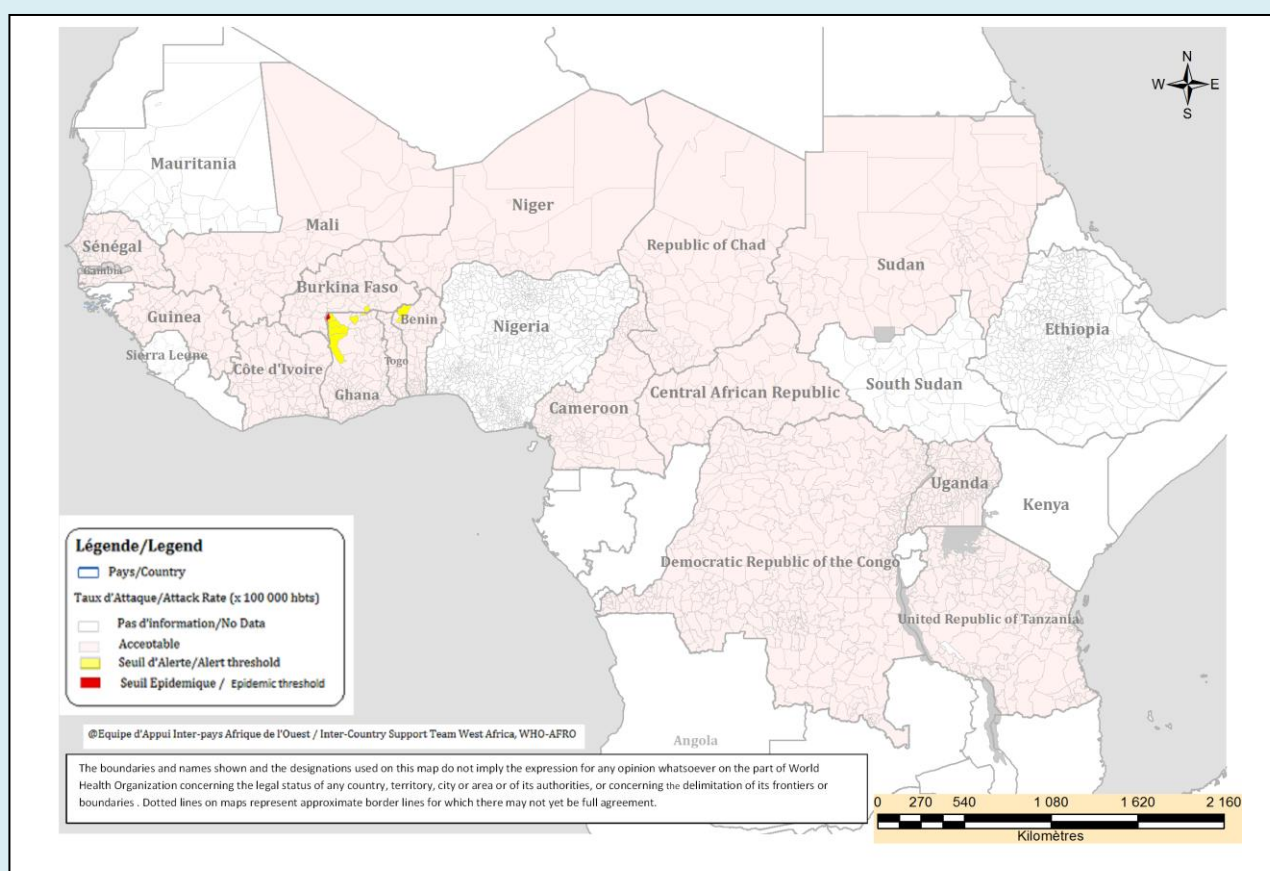 N
W E
S
Mauritania
Mali
Niger
Republic of Chad
Sudan
Sénégal
Gambia
Burkina Faso
Guinea
Benin
Nigeria
Ethiopia
Sierra Leone
Côte d'Ivoire
Togo
Ghana
South Sudan
Cameroon
Central African Republic
Uganda
Kenya
Democratic Republic of the Congo
United Republic of Tanzania
Angola
Légende/Legend
Pays/Country
Taux d'Attaque/Attack Rate (x 100 000 hbts)
Pas d'information/No Data
Acceptable
Seuil d'Alerte/Alert threshold
Seuil Epidemique / Epidemic threshold
@Equipe d'Appui Inter-pays Afrique de l'Ouest / Inter-Country Support Team West Africa, WHO-AFRO
The boundaries and names shown and the designations used on this map do not imply the expression for any opinion whatsoever on the part of World
Health Organization concerning the legal status of any country, territory, city or area or of its authorities, or concerning the delimitation of its frontiers or
boundaries . Dotted lines on maps represent approximate border lines for which there may not yet be full agreement.
0 270 540 1 080 1 620 2 160
Kilomètres